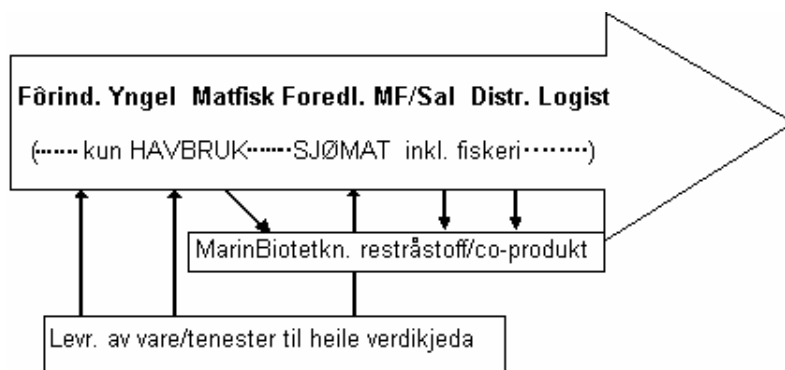 Fôrind. Yngel Matfisk Foredl. MF/Sal Distr. Logist
(....... kun HAVBRUK.......SJØMAT inkl. fiskeri.........)
MarinBiotetkn. restråstoff/co-produkt
Levr. av vare/tenester til heile verdikjeda